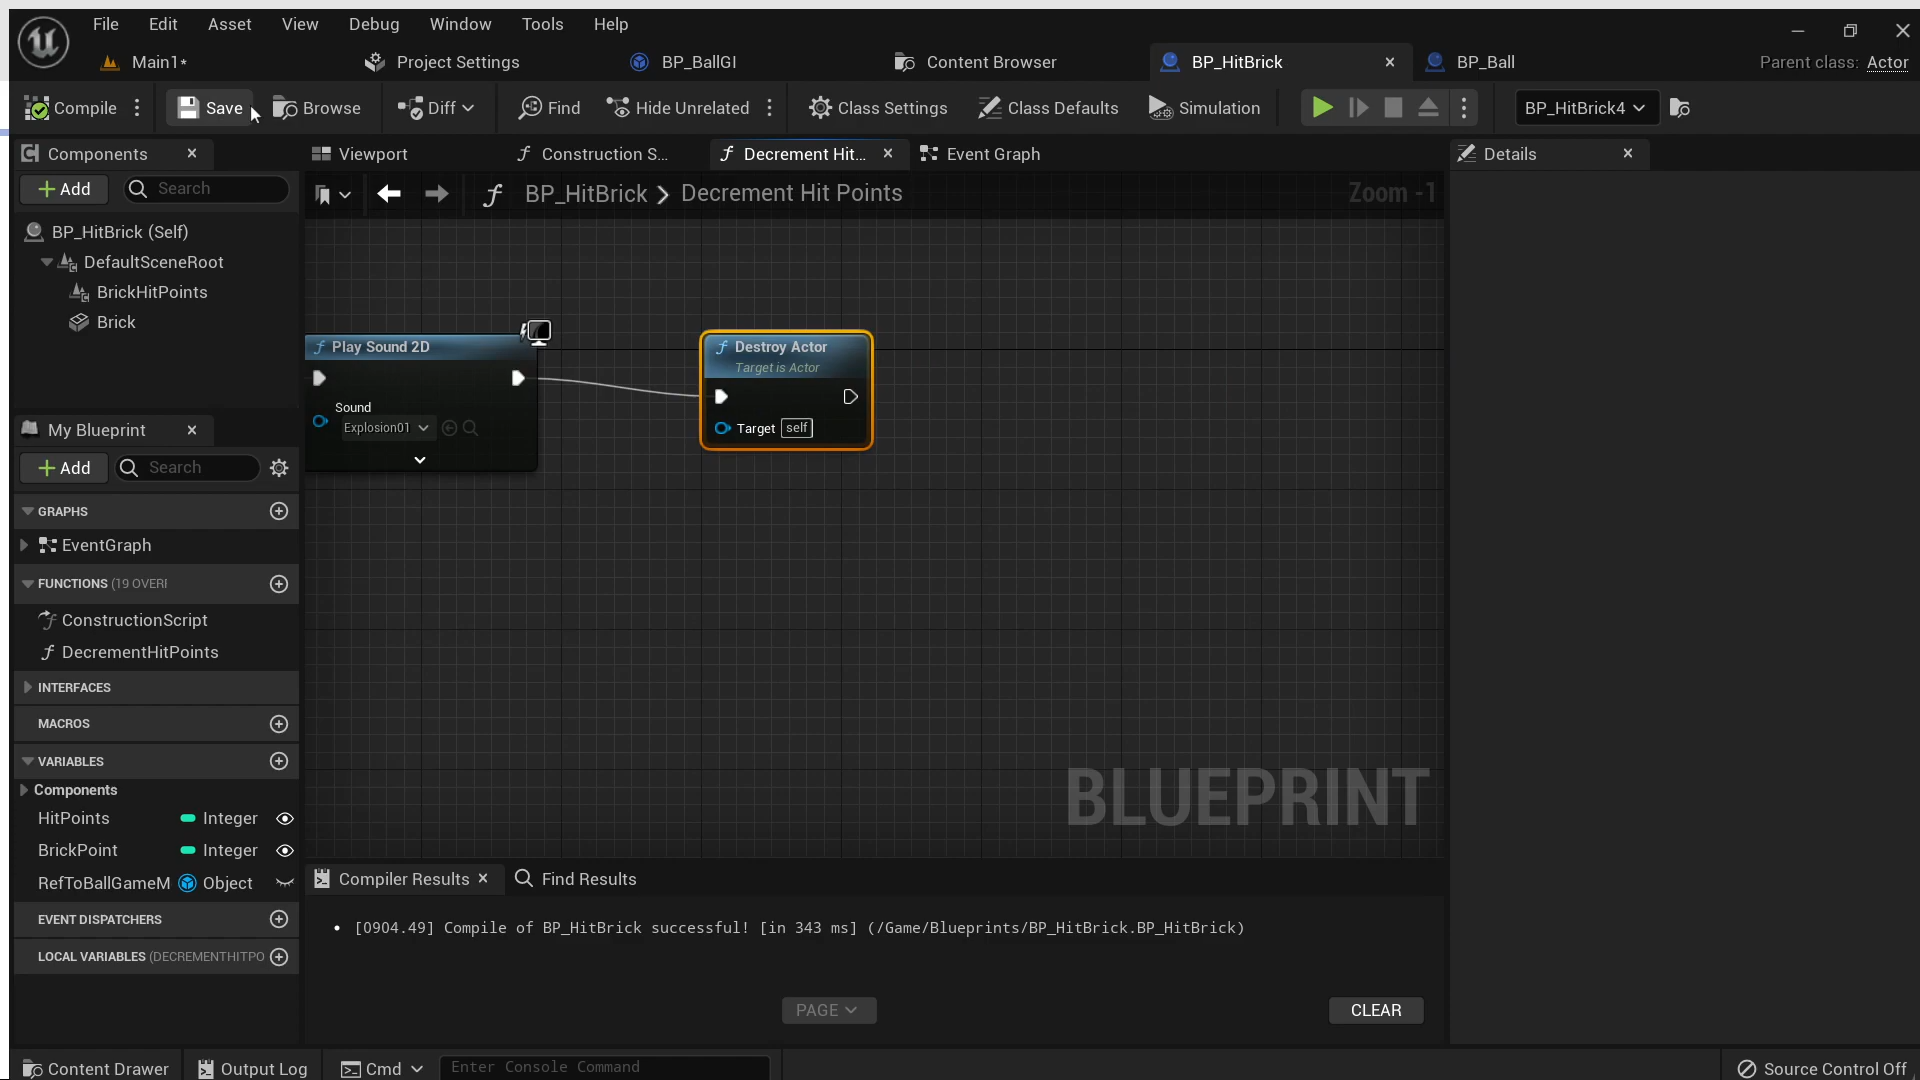 File Edit Asset View Debug Window Tools Help
Main1* Project Settings BP_BallGI Content Browser BP_HitBrick BP_Ball Parent class: Actor
Compile Save Browse Diff Find Hide Unrelated Class Settings Class Defaults Simulation BP_HitBrick4
Components Viewport Construction S... Decrement Hit... Event Graph Details
Add Search BP_HitBrick Decrement Hit Points Zoom -1
BP_HitBrick (Self)
DefaultSceneRoot
BrickHitPoints
Brick
Play Sound 2D
Sound
Explosion01
Destroy Actor
Target is Actor
Target self
My Blueprint
Add Search
GRAPHS
EventGraph
FUNCTIONS (19 OVERI
ConstructionScript
DecrementHitPoints
INTERFACES
MACROS
VARIABLES
Components
HitPoints Integer
BrickPoint Integer
RefToBallGameM Object
EVENT DISPATCHERS
LOCAL VARIABLES (DECREMENTHITPO
BLUEPRINT
Compiler Results Find Results
• [0904.49] Compile of BP_HitBrick successful! [in 343 ms] (/Game/Blueprints/BP_HitBrick.BP_HitBrick)
PAGE CLEAR
Content Drawer Output Log Cmd Enter Console Command Source Control Off